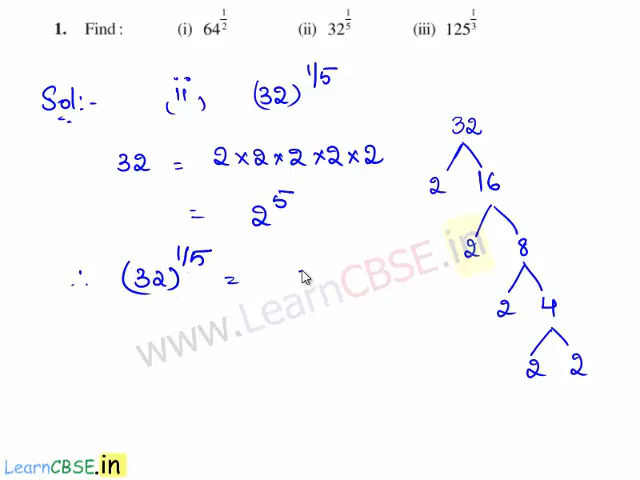 1. Find : (i) 64^{1/2} (ii) 32^{1/5} (iii) 125^{1/3}
Sol:- (ii) (32)^{1/5}
32 = 2 × 2 × 2 × 2 × 2
= 2^5
∴ (32)^{1/5} =
32
2 16
2 8
2 4
2 2
www.LearnCBSE.in
LearnCBSE.in